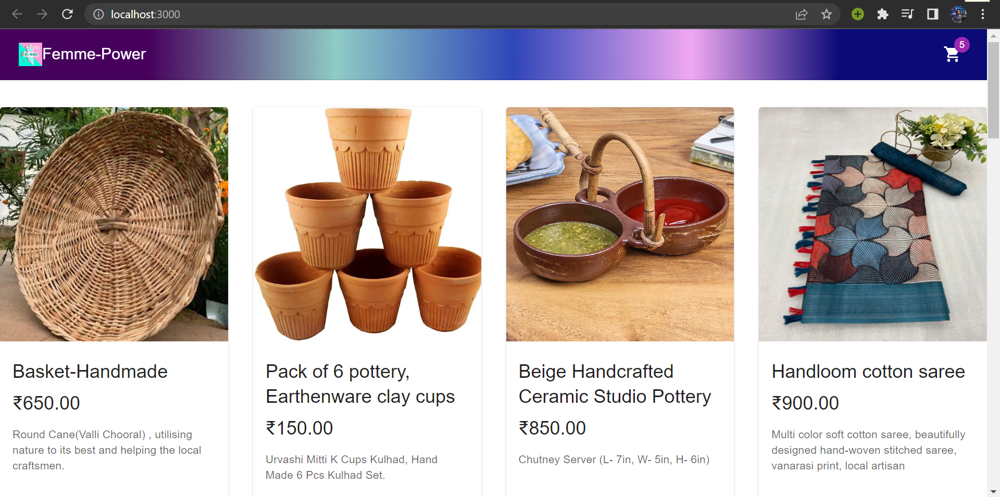 localhost:3000
Femme-Power
5
Basket-Handmade
₹650.00
Round Cane(Valli Chooral) , utilising
nature to its best and helping the local
craftsmen.
Pack of 6 pottery,
Earthenware clay cups
₹150.00
Urvashi Mitti K Cups Kulhad, Hand
Made 6 Pcs Kulhad Set.
Beige Handcrafted
Ceramic Studio Pottery
₹850.00
Chutney Server (L- 7in, W- 5in, H- 6in)
Handloom cotton saree
₹900.00
Multi color soft cotton saree, beautifully
designed hand-woven stitched saree,
vanarasi print, local artisan